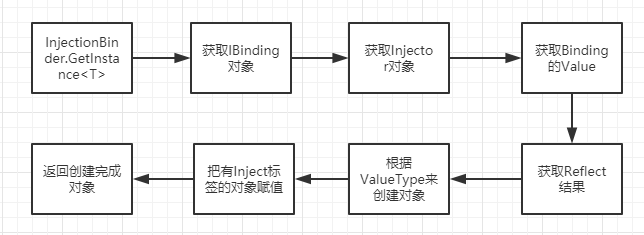 InjectionBin
der.GetInst
ance<T>
获取IBinding
对象
获取Injecto
r对象
获取Binding
的Value
获取Reflect
结果
根据
ValueType来
创建对象
把有Inject标
签的对象赋值
返回创建完成
对象